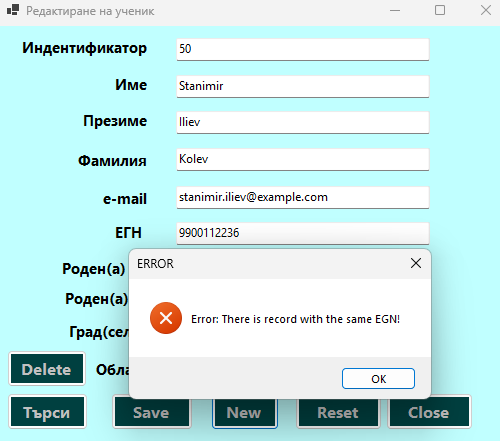 Редактиране на ученик
Индентификатор 50
Име Stanimir
Презиме Iliev
Фамилия Kolev
e-mail stanimir.iliev@example.com
ЕГН 9900112236
ERROR
Роден(а)
Роден(а)
Error: There is record with the same EGN!
Град(сел
OK
Delete Обла
Търси Save New Reset Close